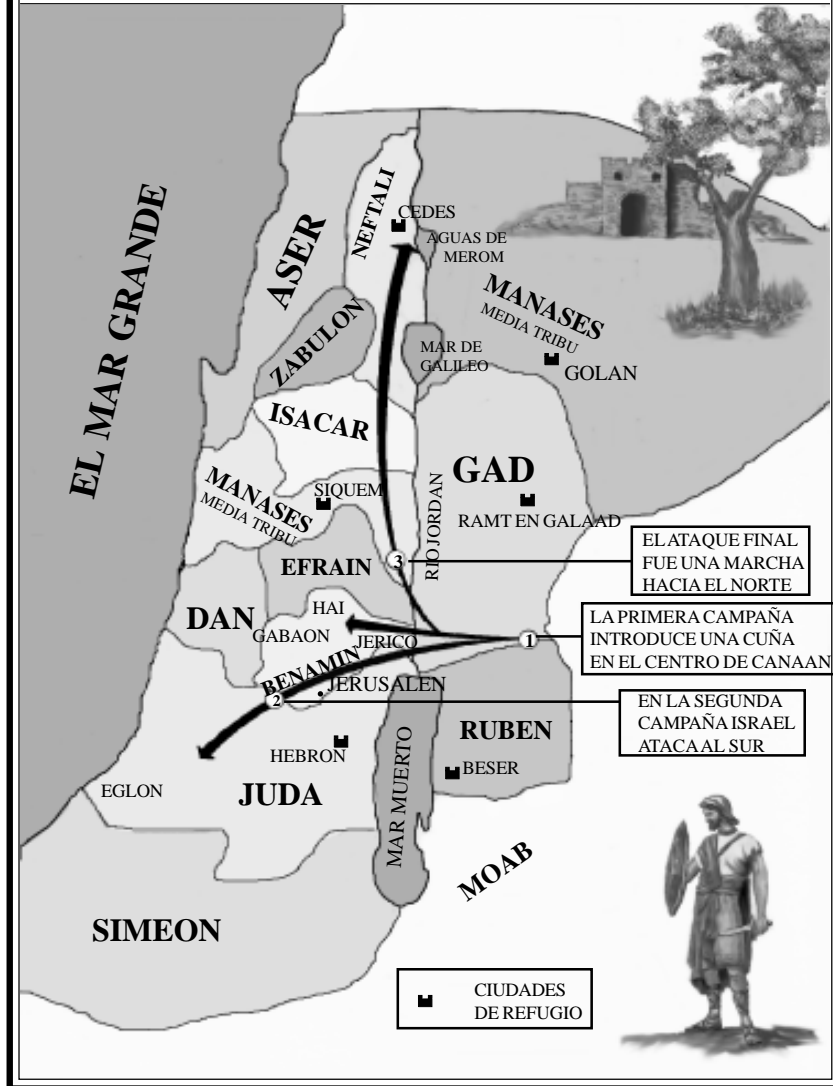 EL MAR GRANDE
ASER
NEFTALI
CEDES
AGUAS DE
MEROM
ZABULON
MANASES
MEDIA TRIBU
MAR DE
GALILEO
GOLAN
ISACAR
GAD
MANASES
MEDIA TRIBU
SIQUEM
RIO JORDAN
RAMT EN GALAAD
EFRAIN
3
EL ATAQUE FINAL
FUE UNA MARCHA
HACIA EL NORTE
DAN
HAI
GABAON
JERICO
1
LA PRIMERA CAMPAÑA
INTRODUCE UNA CUÑA
EN EL CENTRO DE CANAAN
BENAMIN
JERUSALEN
2
EN LA SEGUNDA
CAMPAÑA ISRAEL
ATACA AL SUR
HEBRON
RUBEN
BESER
EGLON
JUDA
MAR MUERTO
MOAB
SIMEON
CIUDADES
DE REFUGIO